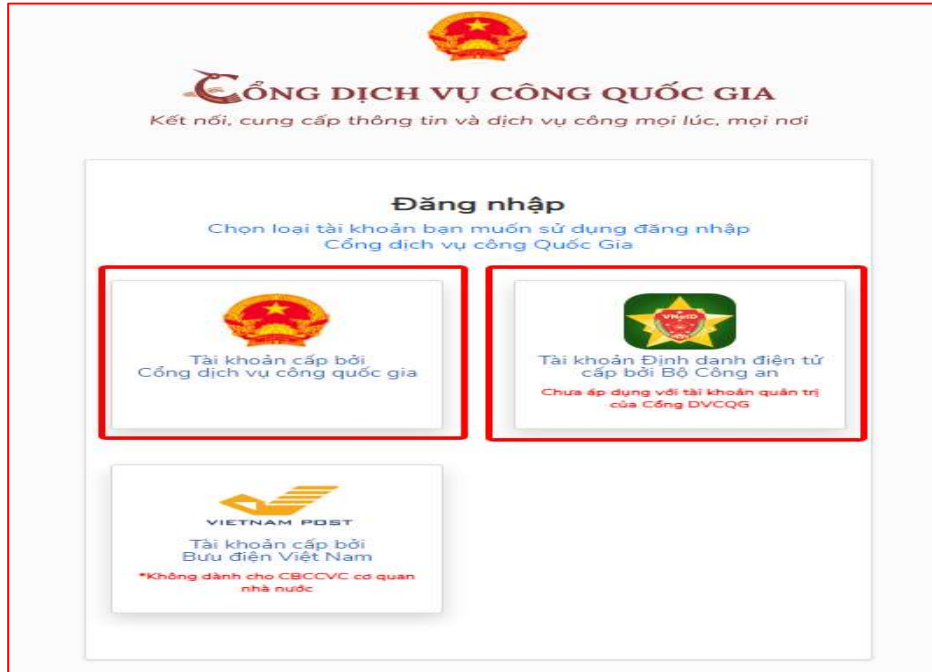 CỔNG DỊCH VỤ CÔNG QUỐC GIA
Kết nối, cung cấp thông tin và dịch vụ công mọi lúc, mọi nơi
Đăng nhập
Chọn loại tài khoản bạn muốn sử dụng đăng nhập
Cổng dịch vụ công Quốc Gia
Tài khoản cấp bởi
Cổng dịch vụ công quốc gia
VNeID
Tài khoản Định danh điện tử
cấp bởi Bộ Công an
Chưa áp dụng với tài khoản quản trị
của Cổng DVCQG
VIETNAM POST
Tài khoản cấp bởi
Bưu điện Việt Nam
*Không dành cho CBCCVC cơ quan
nhà nước